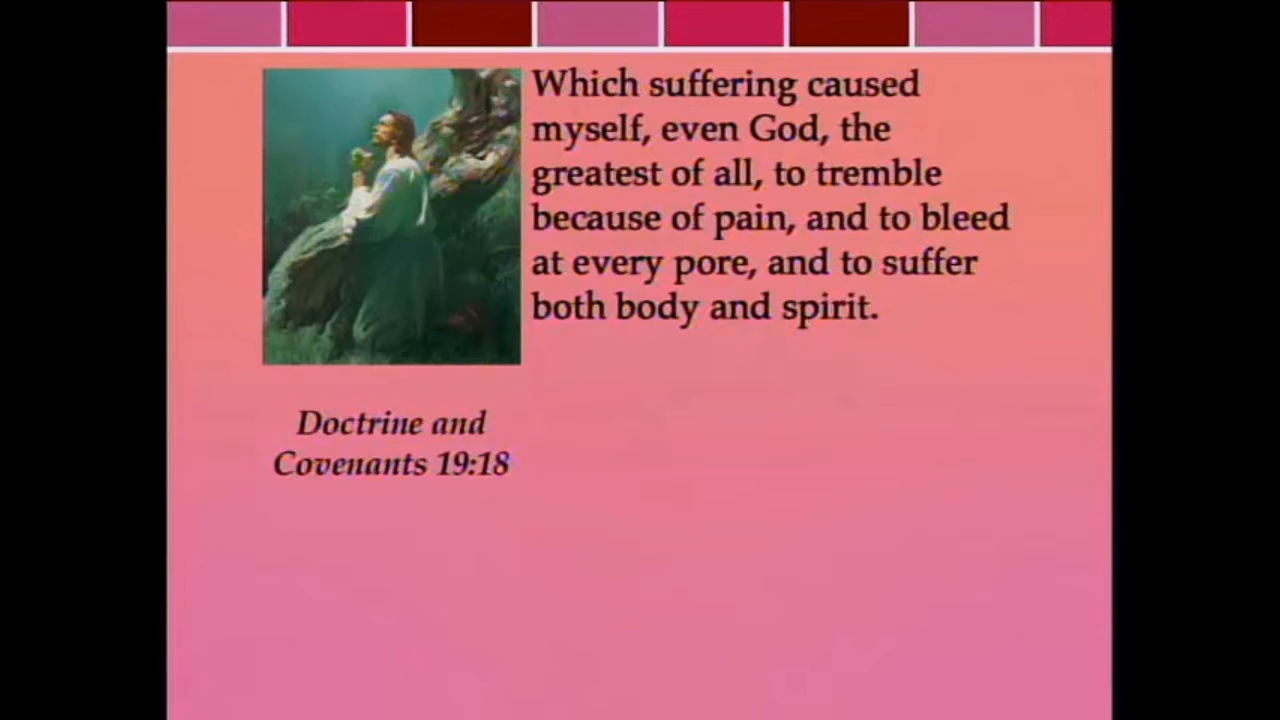 Which suffering caused
myself, even God, the
greatest of all, to tremble
because of pain, and to bleed
at every pore, and to suffer
both body and spirit.
Doctrine and
Covenants 19:18